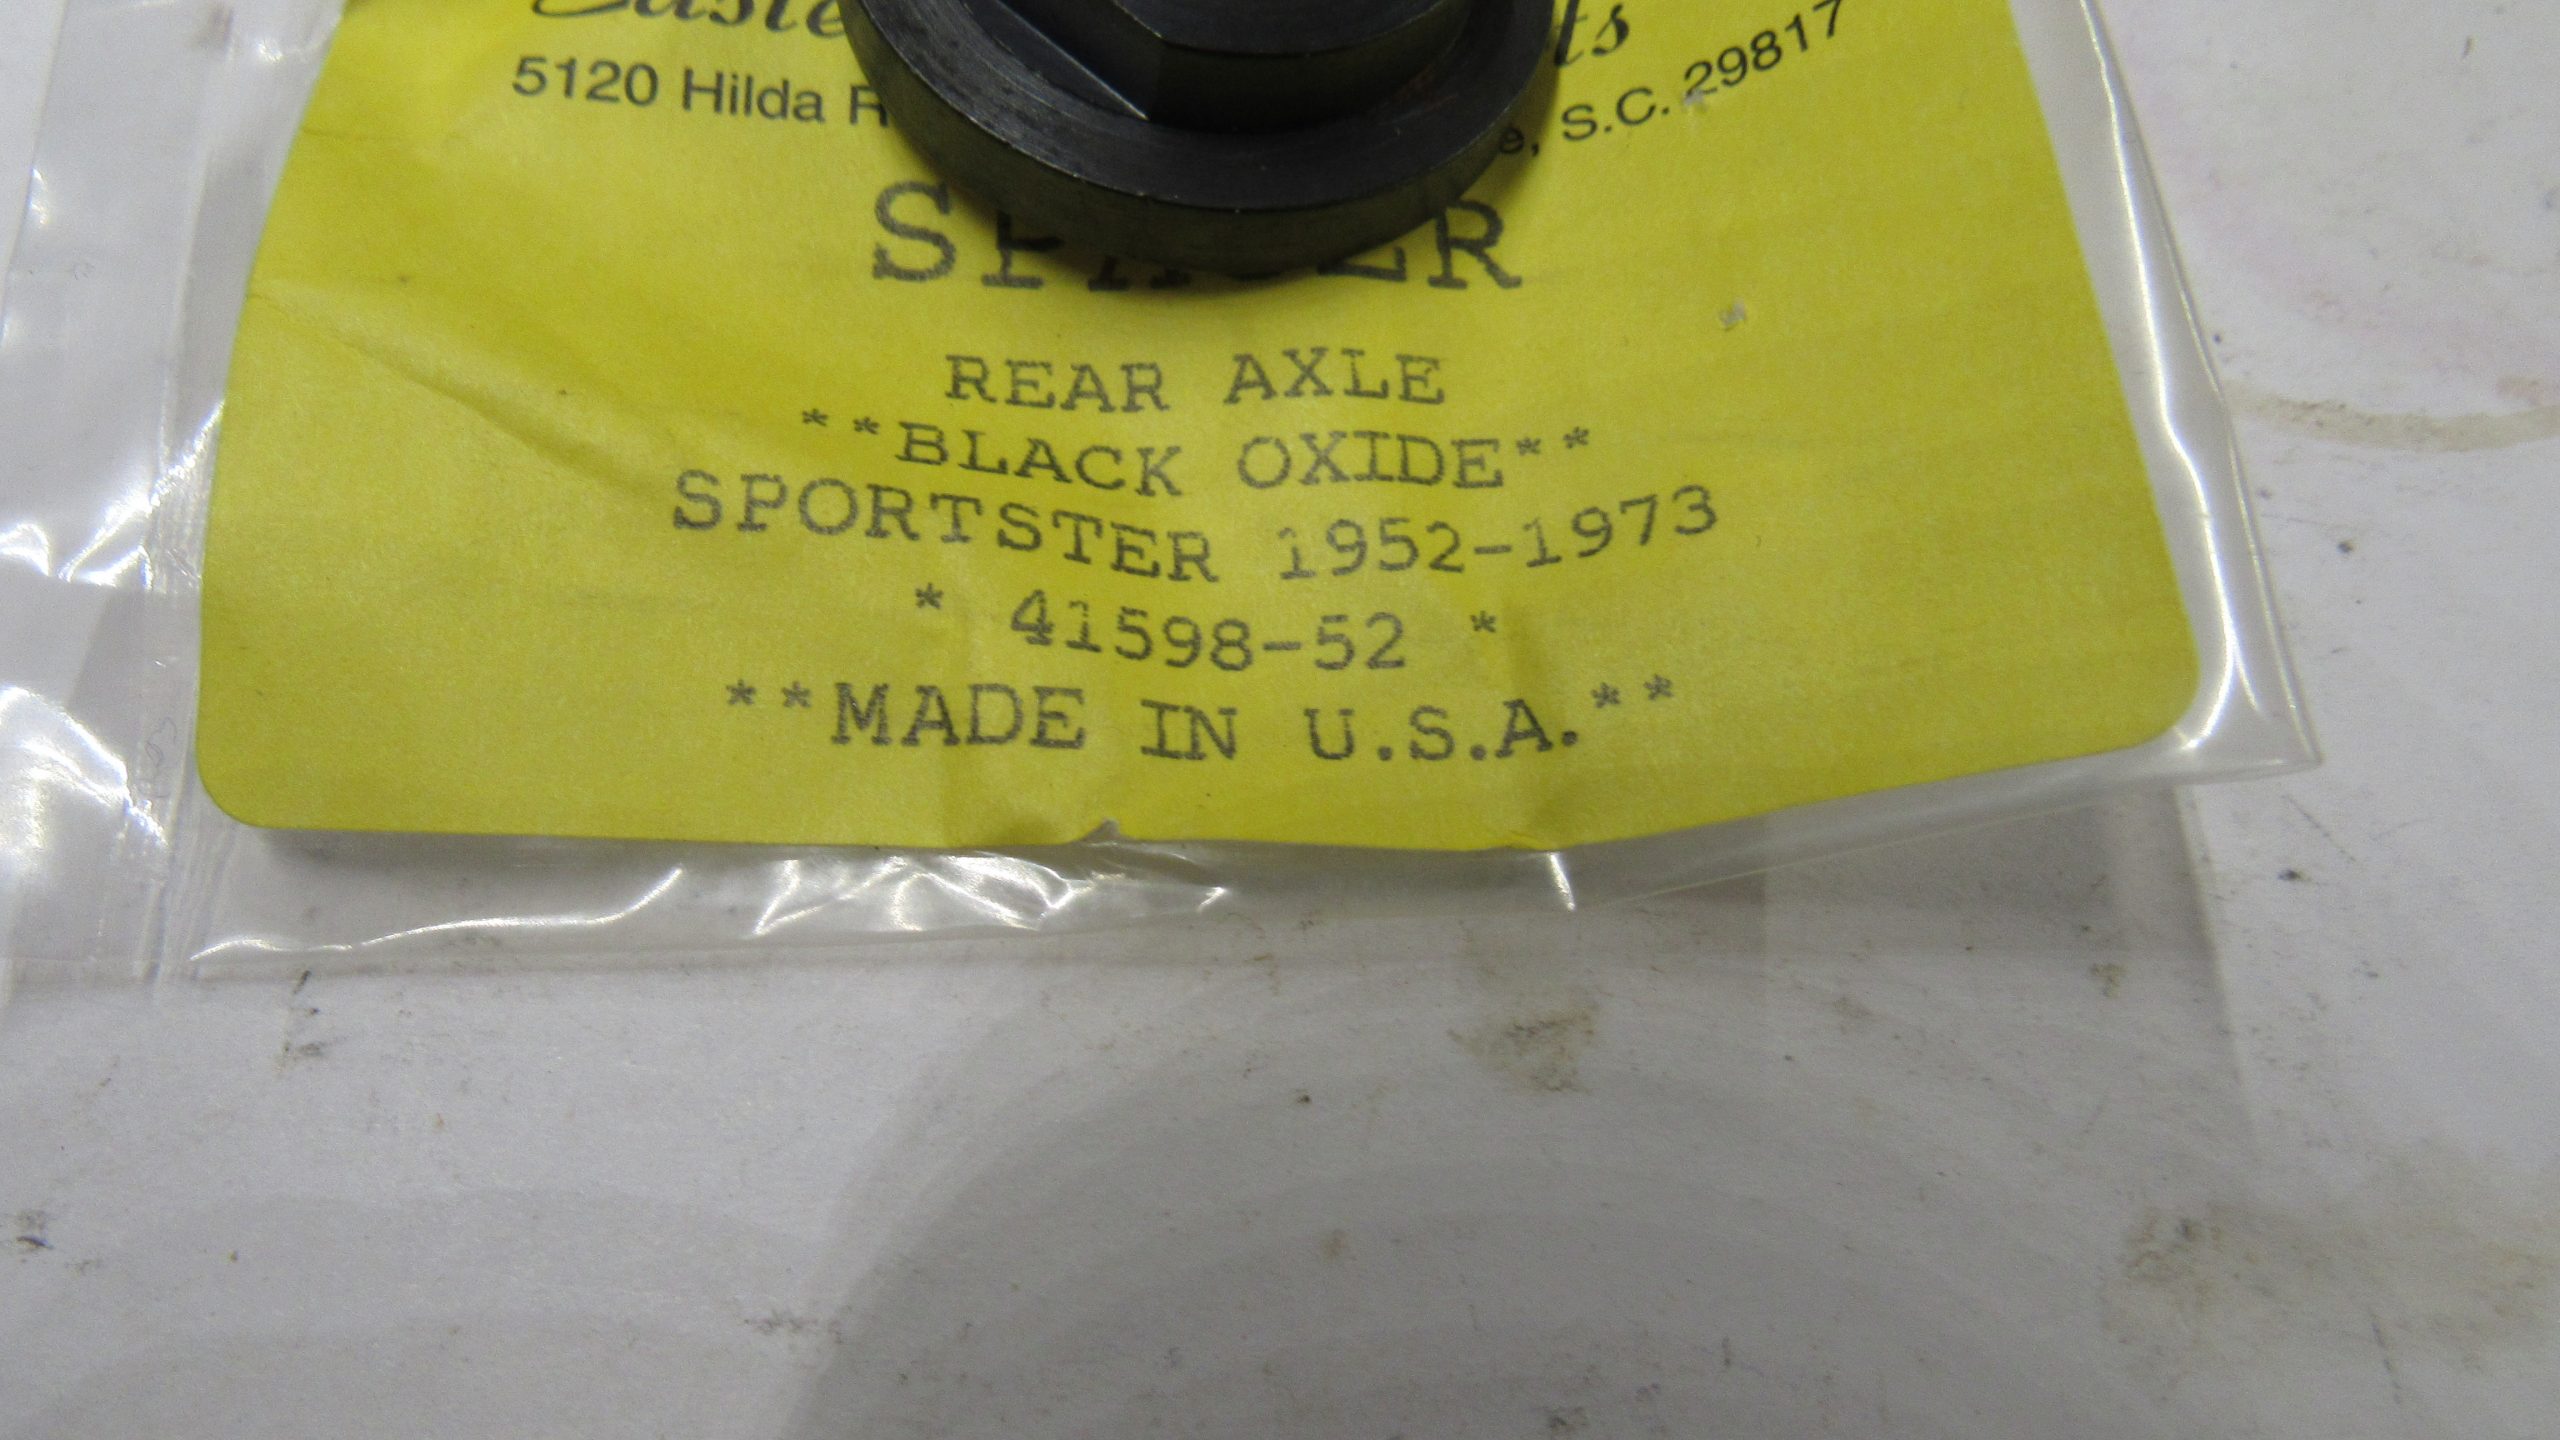 5120 Hilda
S.C. 29817
REAR AXLE
**BLACK OXIDE**
SPORTSTER 1952-1973
* 41598-52 *
**MADE IN U.S.A.**